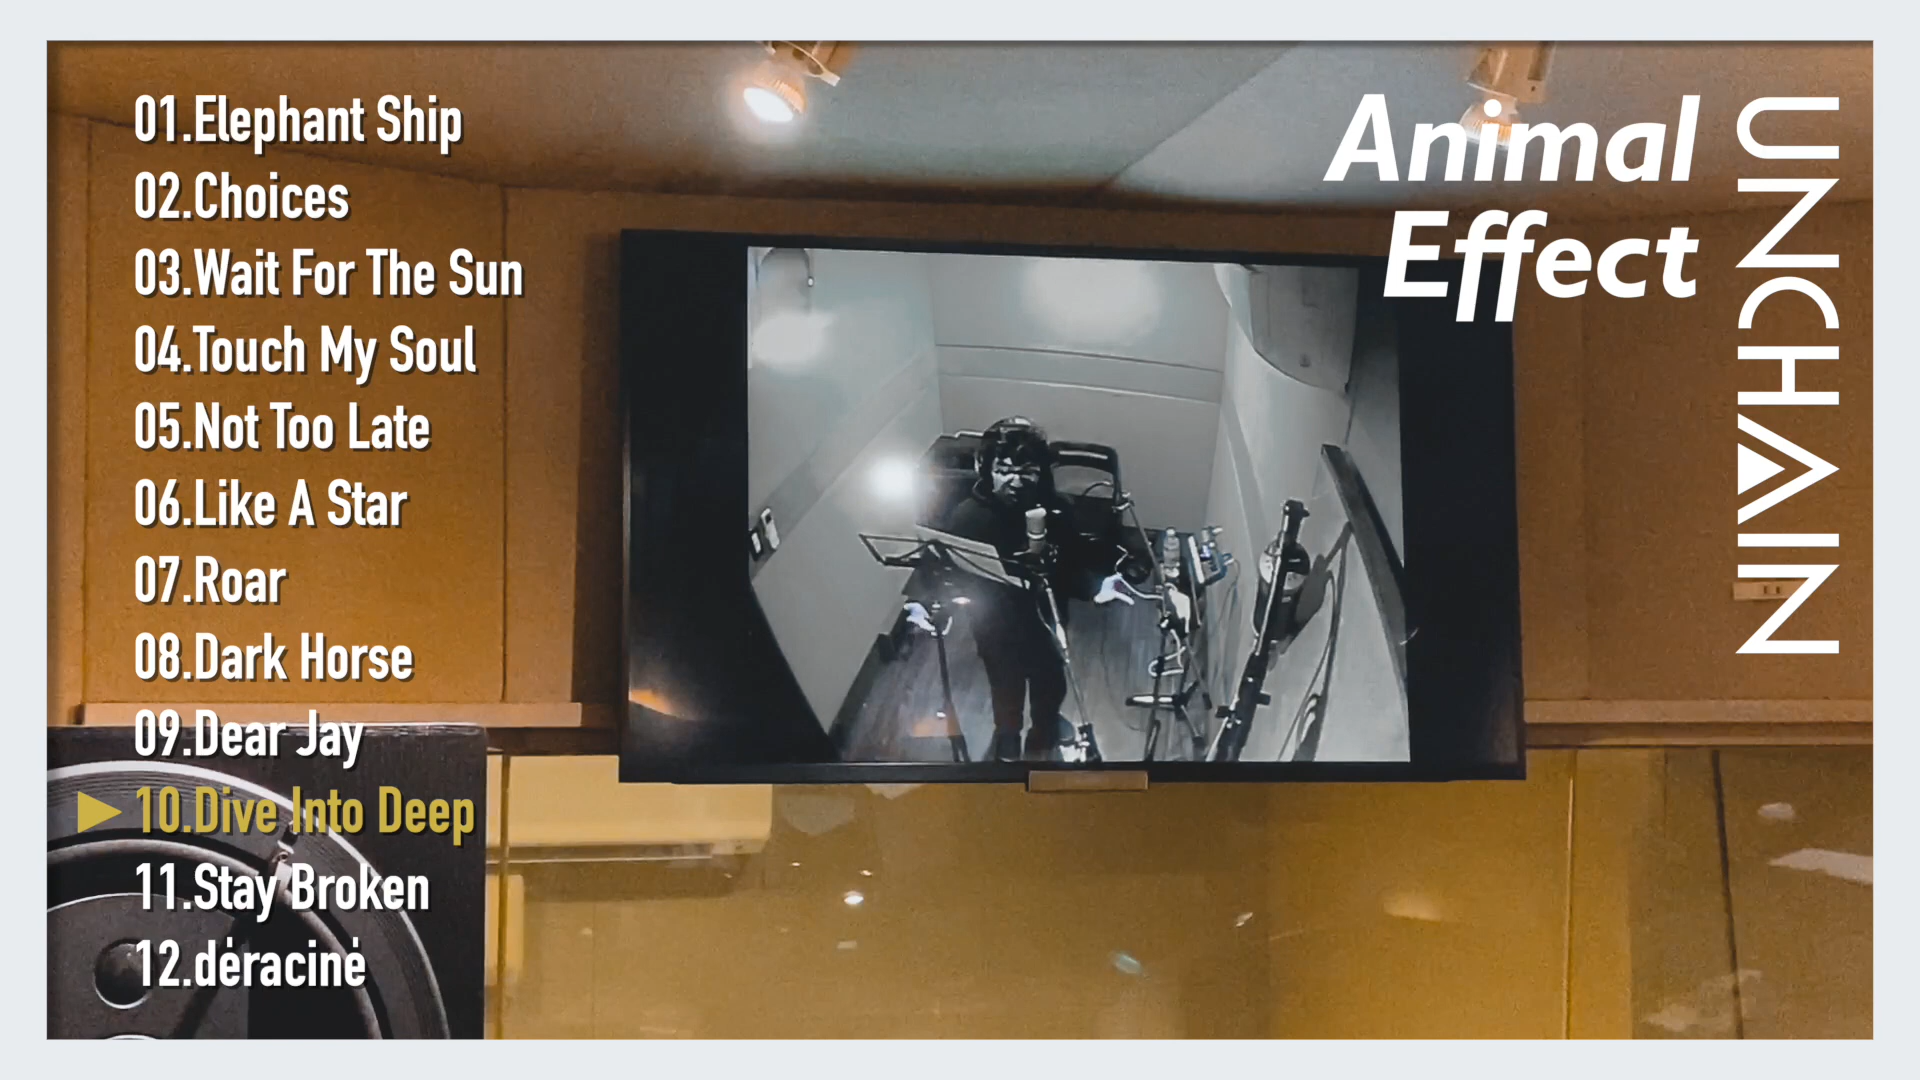 01.Elephant Ship
02.Choices
03.Wait For The Sun
04.Touch My Soul
05.Not Too Late
06.Like A Star
07.Roar
08.Dark Horse
09.Dear Jay
▶10.Dive Into Deep
11.Stay Broken
12.dėracinė
Animal
Effect
UNCHAIN